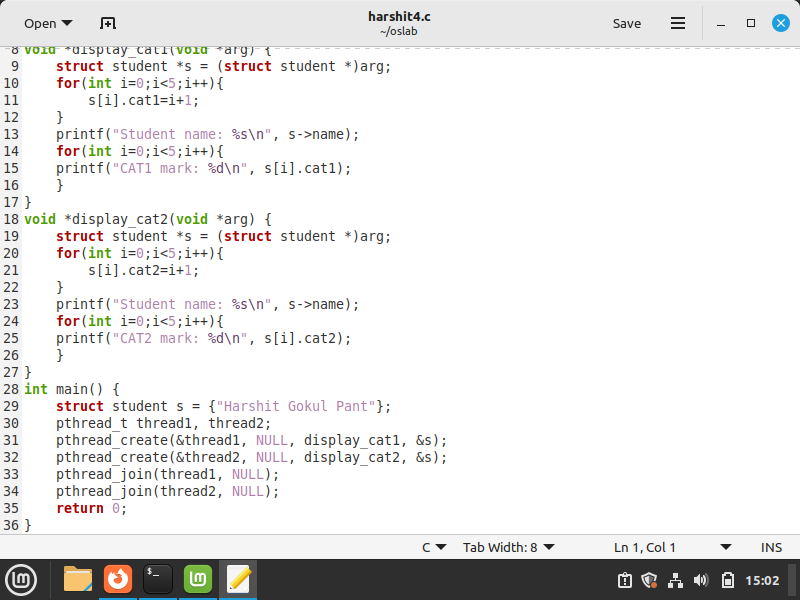 Open
harshit4.c
~/oslab
Save
8 void *display_cat1(void *arg) {
9     struct student *s = (struct student *)arg;
10     for(int i=0;i<5;i++){
11         s[i].cat1=i+1;
12     }
13     printf("Student name: %s\n", s->name);
14     for(int i=0;i<5;i++){
15     printf("CAT1 mark: %d\n", s[i].cat1);
16     }
17 }
18 void *display_cat2(void *arg) {
19     struct student *s = (struct student *)arg;
20     for(int i=0;i<5;i++){
21         s[i].cat2=i+1;
22     }
23     printf("Student name: %s\n", s->name);
24     for(int i=0;i<5;i++){
25     printf("CAT2 mark: %d\n", s[i].cat2);
26     }
27 }
28 int main() {
29     struct student s = {"Harshit Gokul Pant"};
30     pthread_t thread1, thread2;
31     pthread_create(&thread1, NULL, display_cat1, &s);
32     pthread_create(&thread2, NULL, display_cat2, &s);
33     pthread_join(thread1, NULL);
34     pthread_join(thread2, NULL);
35     return 0;
36 }
C Tab Width: 8 Ln 1, Col 1 INS
15:02